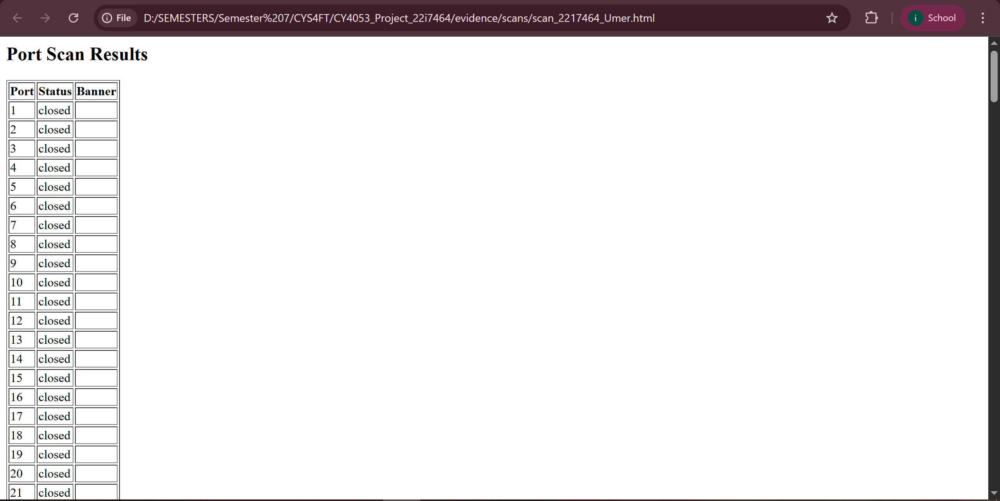 File D:/SEMESTERS/Semester%207/CYS4FT/CY4053_Project_22i7464/evidence/scans/scan_2217464_Umer.html i School
Port Scan Results
Port Status Banner
1 closed
2 closed
3 closed
4 closed
5 closed
6 closed
7 closed
8 closed
9 closed
10 closed
11 closed
12 closed
13 closed
14 closed
15 closed
16 closed
17 closed
18 closed
19 closed
20 closed
21 closed